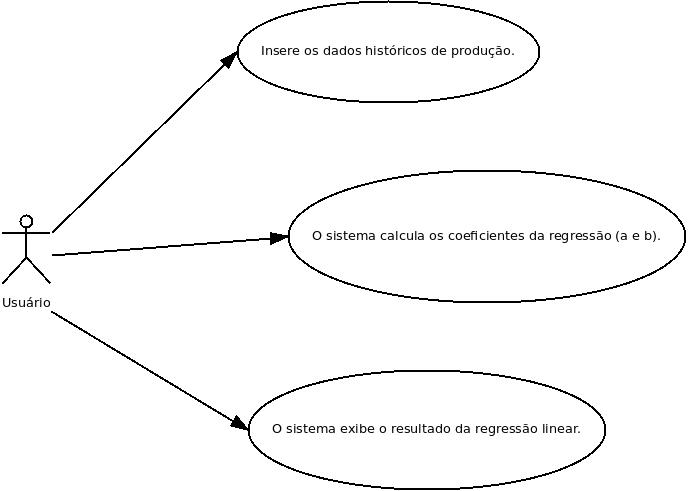 Insere os dados históricos de produção.
O sistema calcula os coeficientes da regressão (a e b).
Usuário
O sistema exibe o resultado da regressão linear.